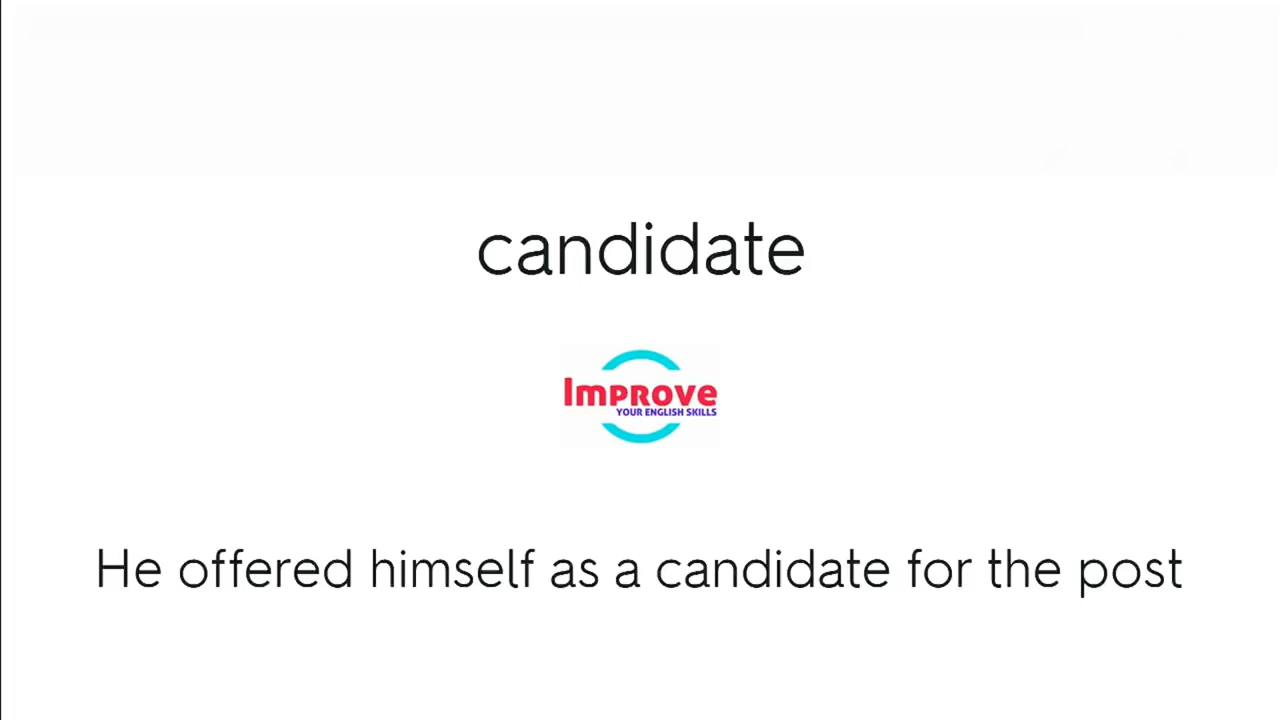 candidate
Improve
YOUR ENGLISH SKILLS
He offered himself as a candidate for the post